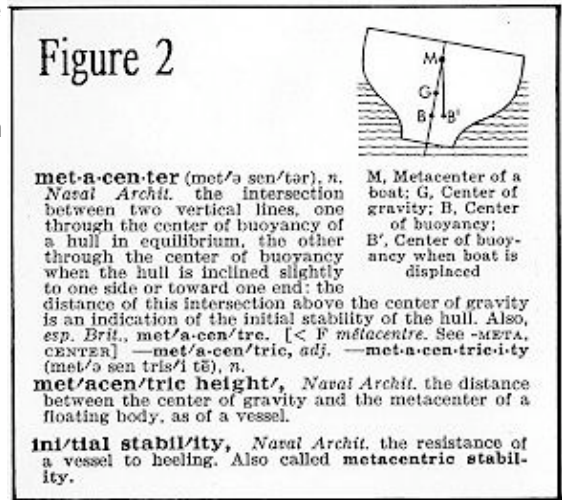 Figure 2
M
G
B
B'
met·a·cen·ter (met′ə sen′tər), n.
Naval Archit. the intersection
between two vertical lines, one
through the center of buoyancy of
a hull in equilibrium, the other
through the center of buoyancy
when the hull is inclined slightly
to one side or toward one end: the
distance of this intersection above the center of gravity
is an indication of the initial stability of the hull. Also,
esp. Brit., met′a·cen′tre. [< F métacentre. See -META,
CENTER] —met′a·cen′tric, adj. —met·a·cen·tric·i·ty
(met′ə sen tris′i tē), n.
M, Metacenter of a
boat; G, Center of
gravity; B, Center
of buoyancy;
B′, Center of buoy-
ancy when boat is
displaced
met′acen′tric height′, Naval Archit. the distance
between the center of gravity and the metacenter of a
floating body, as of a vessel.
ini′tial stabil′ity, Naval Archit. the resistance of
a vessel to heeling. Also called metacentric stabil-
ity.